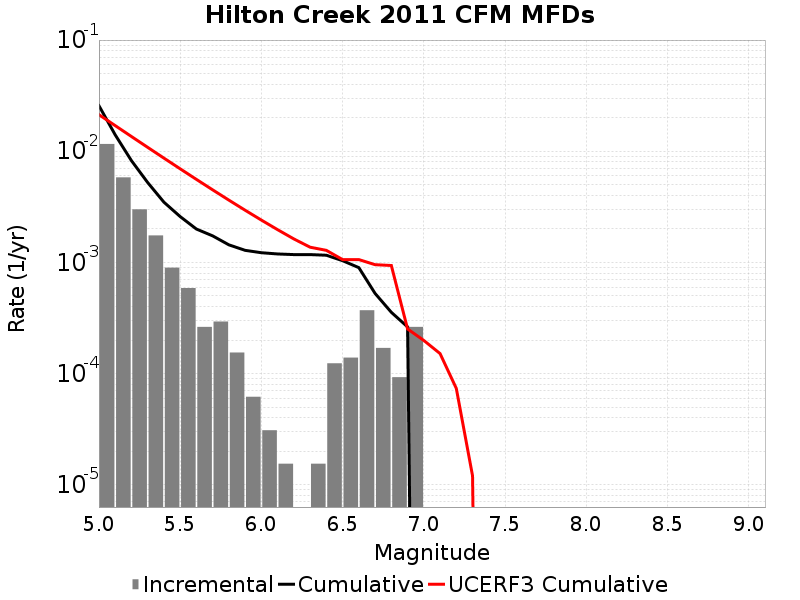 Hilton Creek 2011 CFM MFDs
10^-1
10^-2
10^-3
10^-4
10^-5
Rate (1/yr)
5.0 5.5 6.0 6.5 7.0 7.5 8.0 8.5 9.0
Magnitude
Incremental Cumulative UCERF3 Cumulative